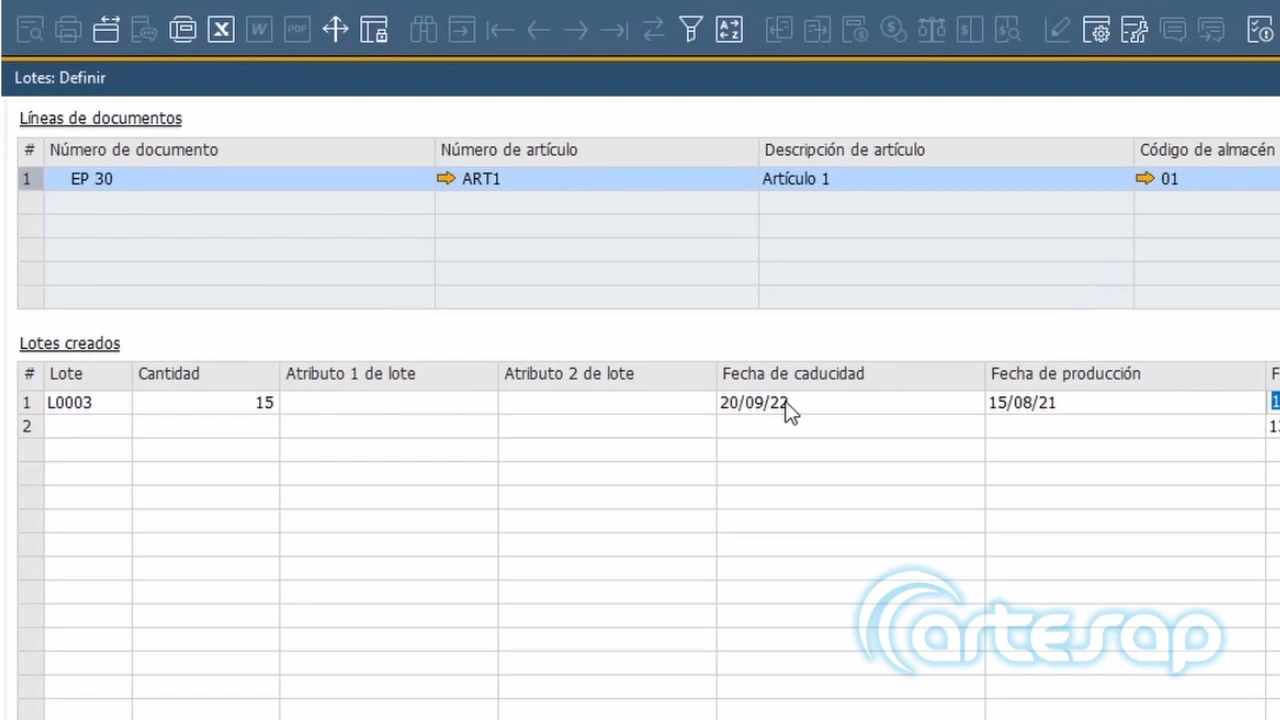 W PDF
Lotes: Definir
Líneas de documentos
# Número de documento Número de artículo Descripción de artículo Código de almacén
1 EP 30 ART1 Artículo 1 01
Lotes creados
# Lote Cantidad Atributo 1 de lote Atributo 2 de lote Fecha de caducidad Fecha de producción F
1 L0003 15 20/09/22 15/08/21 1
2
artesap